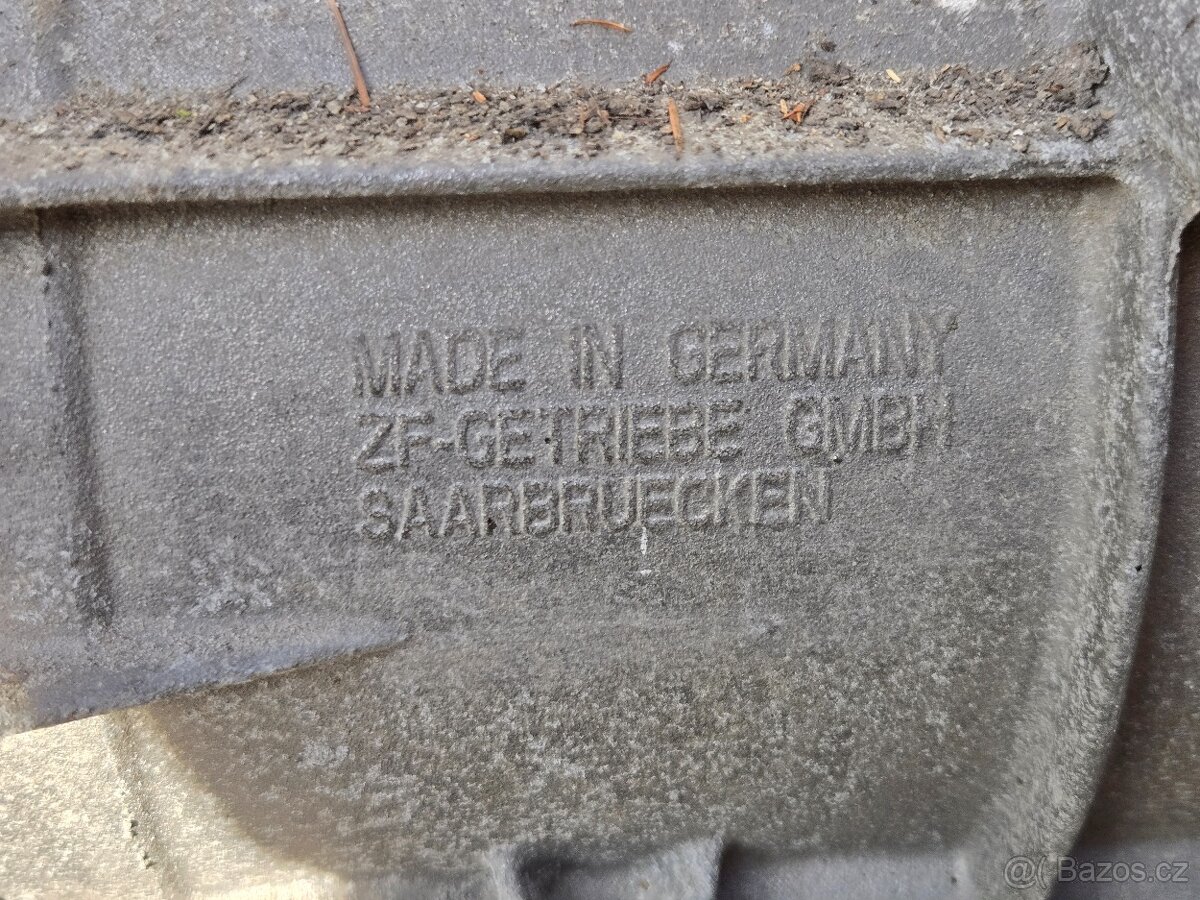 MADE IN GERMANY
ZF-GETRIEBE GMBH
SAARBRUECKEN
Bazos.cz